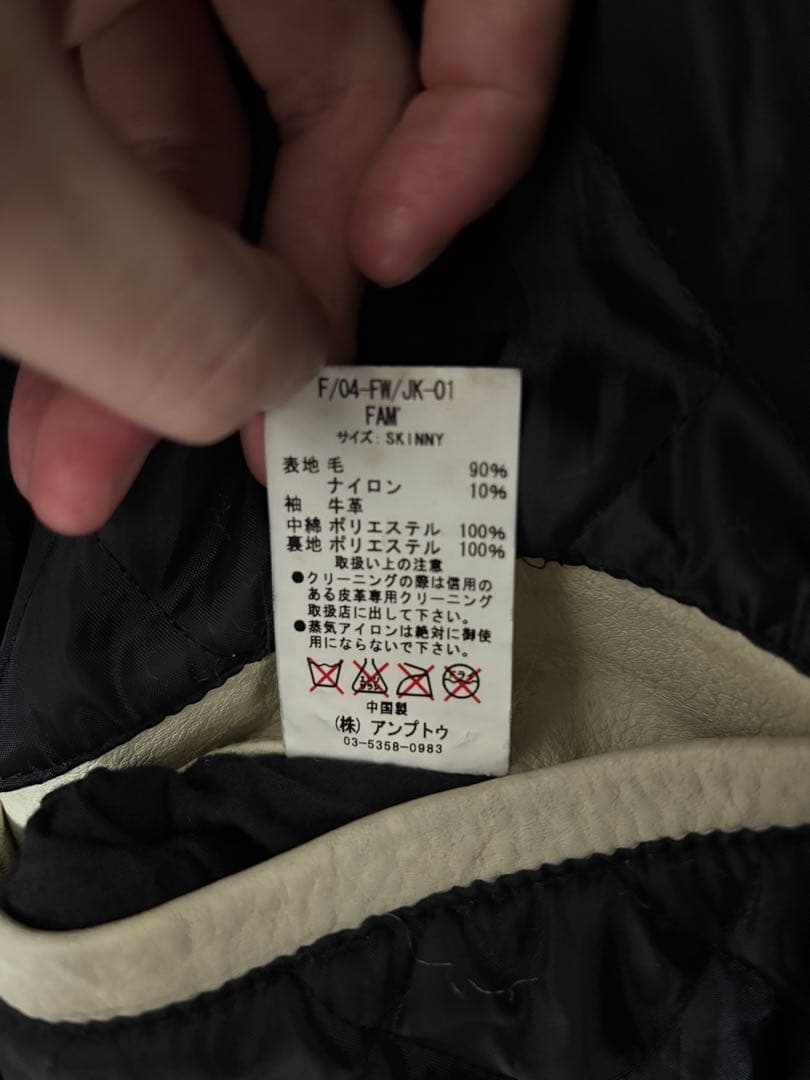 F/04-FW/JK-01
FAM'
サイズ: SKINNY
表地 毛 90%
ナイロン 10%
袖 牛革
中綿 ポリエステル 100%
裏地 ポリエステル 100%
取扱い上の注意
●クリーニングの際は信用の
ある皮革専用クリーニング
取扱店に出して下さい。
●蒸気アイロンは絶対に御使
用にならないで下さい。
中国製
(株) アンプトゥ
03-5358-0983